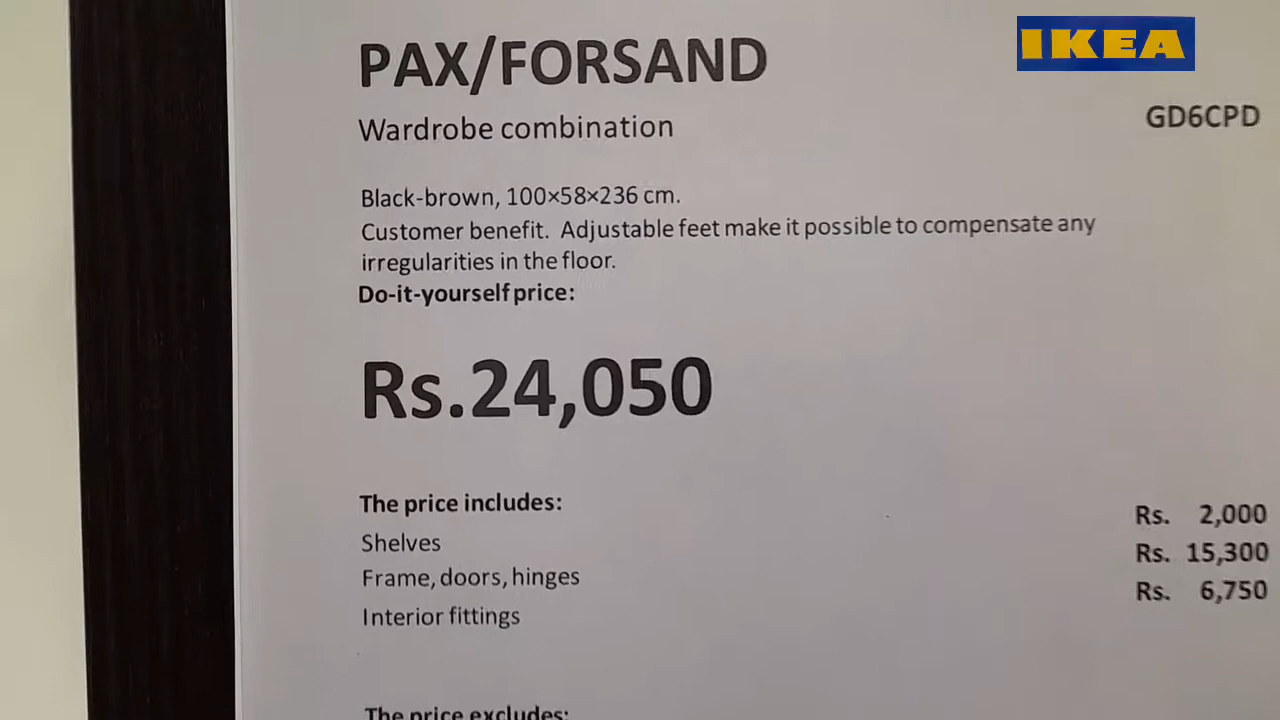 IKEA
PAX/FORSAND
Wardrobe combination
GD6CPD
Black-brown, 100×58×236 cm.
Customer benefit. Adjustable feet make it possible to compensate any
irregularities in the floor.
Do-it-yourself price:
Rs.24,050
The price includes:
Shelves Rs. 2,000
Frame, doors, hinges Rs. 15,300
Interior fittings Rs. 6,750
The price excludes: